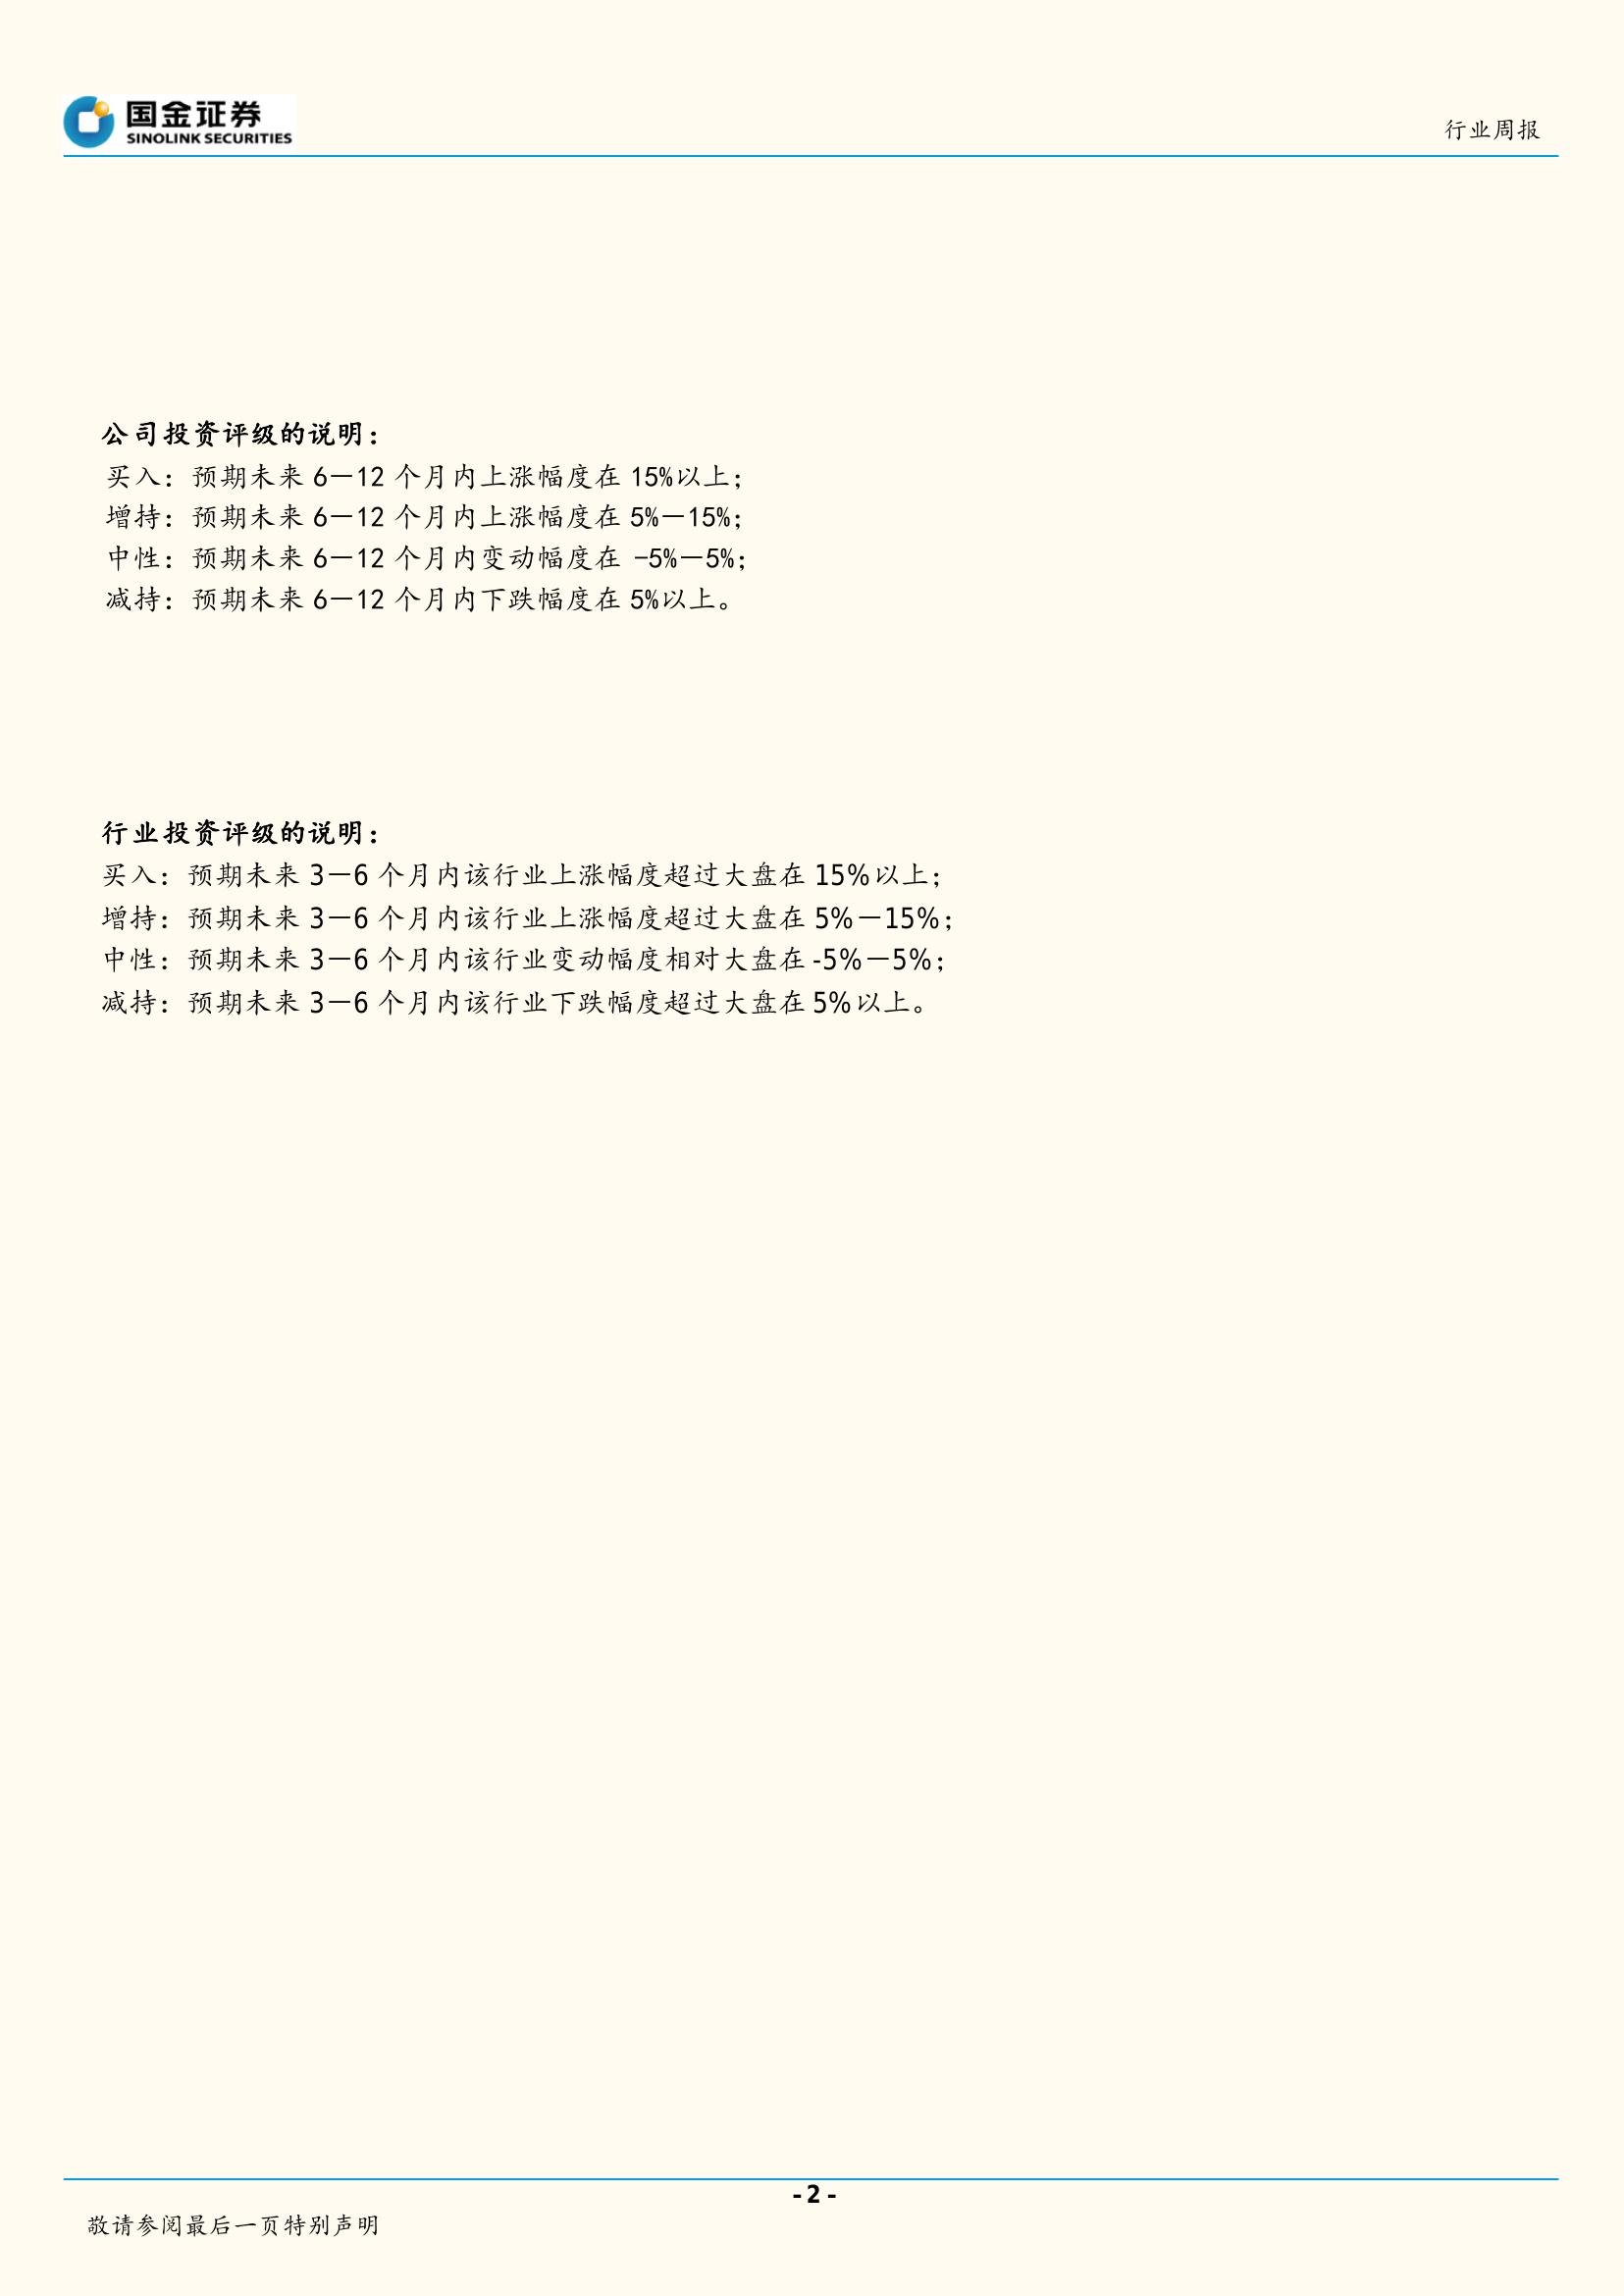 国金证券
SINOLINK SECURITIES
行业周报
公司投资评级的说明：
买入：预期未来 6－12 个月内上涨幅度在 15%以上；
增持：预期未来 6－12 个月内上涨幅度在 5%－15%；
中性：预期未来 6－12 个月内变动幅度在 -5%－5%；
减持：预期未来 6－12 个月内下跌幅度在 5%以上。
行业投资评级的说明：
买入：预期未来 3－6 个月内该行业上涨幅度超过大盘在 15%以上；
增持：预期未来 3－6 个月内该行业上涨幅度超过大盘在 5%－15%；
中性：预期未来 3－6 个月内该行业变动幅度相对大盘在 -5%－5%；
减持：预期未来 3－6 个月内该行业下跌幅度超过大盘在 5%以上。
- 2 -
敬请参阅最后一页特别声明